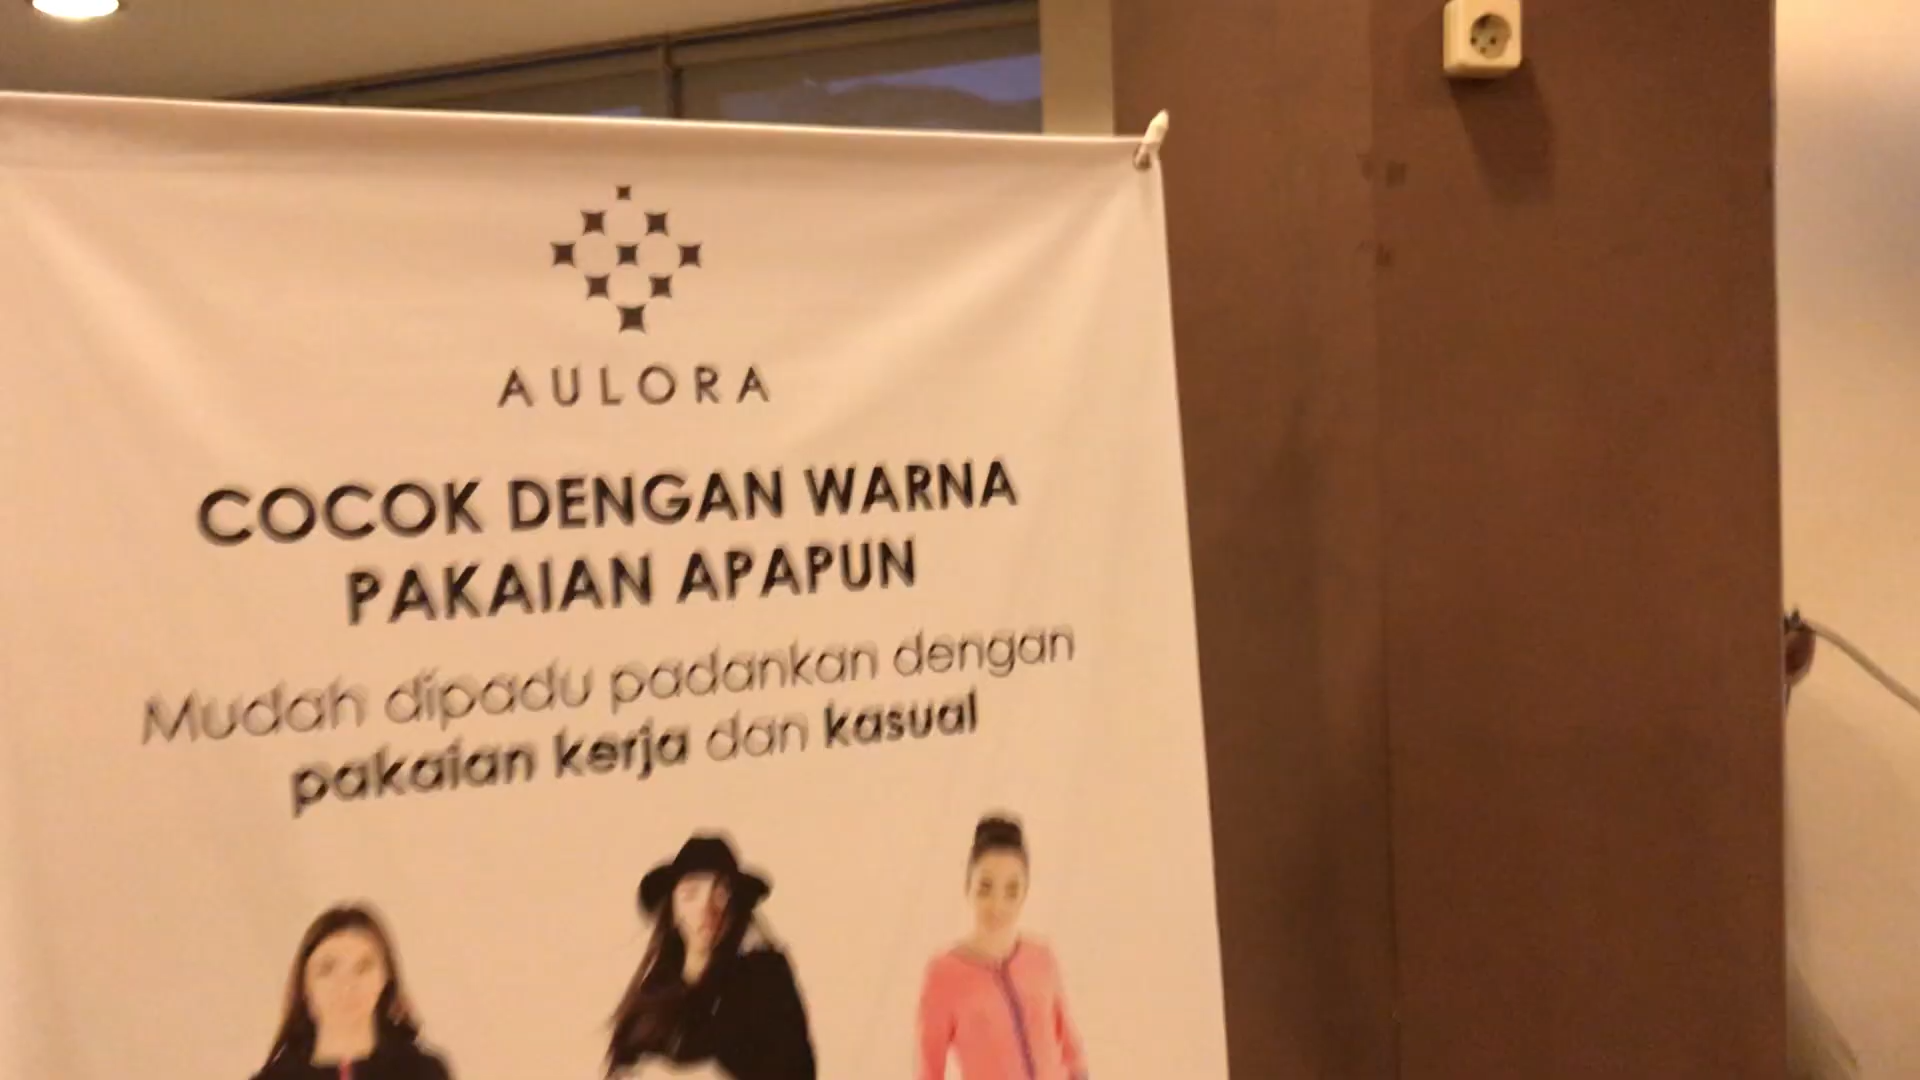 AULORA
COCOK DENGAN WARNA
PAKAIAN APAPUN
Mudah dipadu padankan dengan
pakaian kerja dan kasual